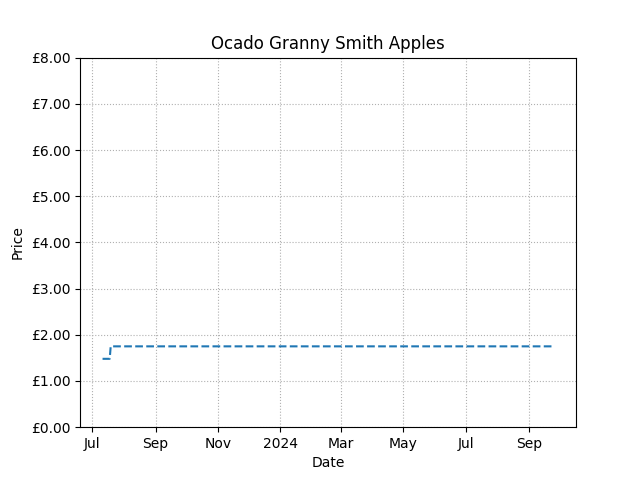 Ocado Granny Smith Apples
£8.00
£7.00
£6.00
£5.00
£4.00
£3.00
£2.00
£1.00
£0.00
Price
Jul Sep Nov 2024 Mar May Jul Sep
Date